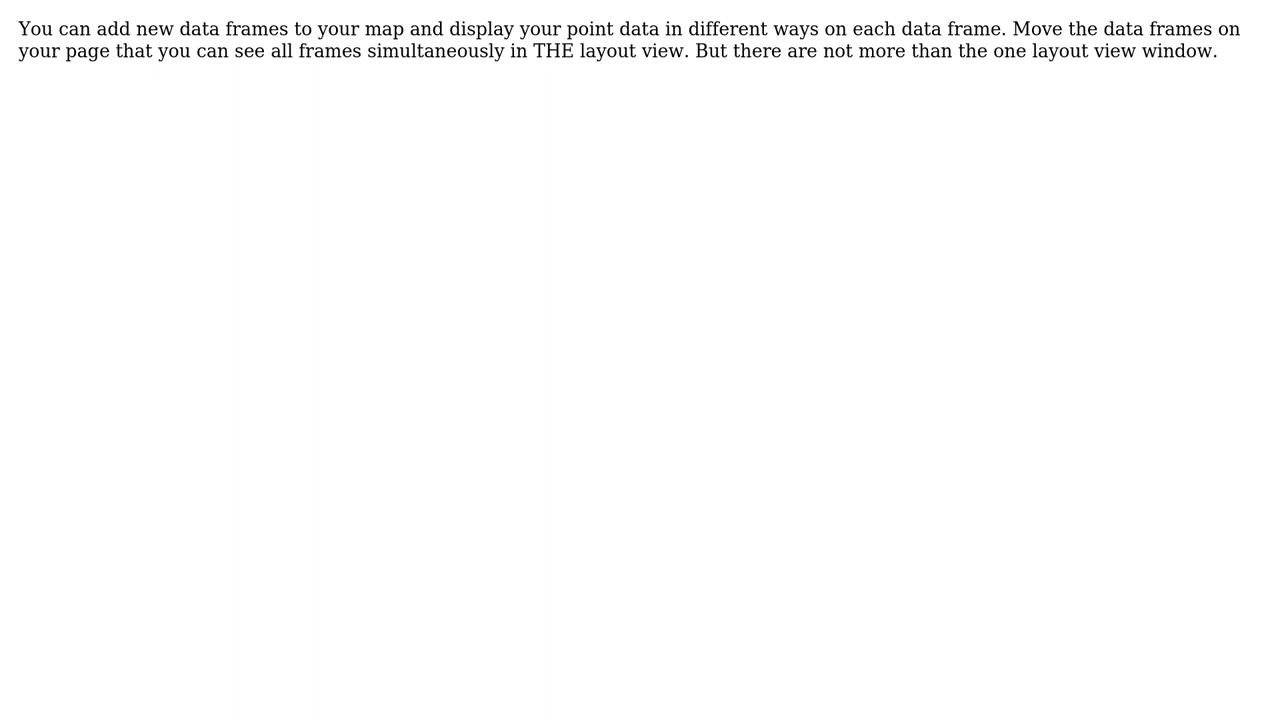 You can add new data frames to your map and display your point data in different ways on each data frame. Move the data frames on
your page that you can see all frames simultaneously in THE layout view. But there are not more than the one layout view window.